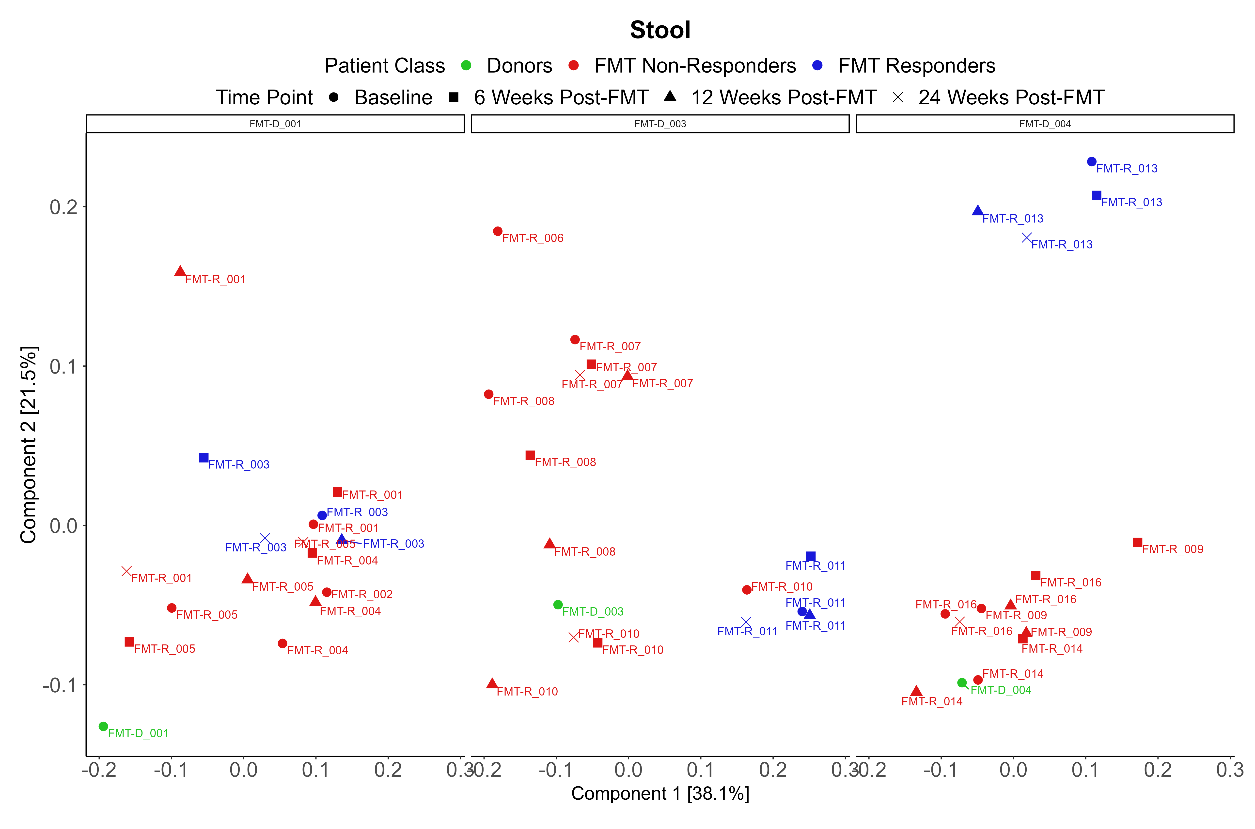 Stool
Patient Class Donors FMT Non-Responders FMT Responders
Time Point Baseline 6 Weeks Post-FMT 12 Weeks Post-FMT 24 Weeks Post-FMT
FMT-D_001 FMT-D_003 FMT-D_004
Component 2 [21.5%]
0.2
0.1
0.0
-0.1
FMT-R_001
FMT-R_003
FMT-R_001
FMT-R_003
FMT-R_001
FMT-R_005
FMT-R_003
FMT-R_003
FMT-R_004
FMT-R_001
FMT-R_005
FMT-R_002
FMT-R_004
FMT-R_005
FMT-R_005
FMT-R_004
FMT-D_001
FMT-R_006
FMT-R_007
FMT-R_007
FMT-R_007
FMT-R_007
FMT-R_008
FMT-R_008
FMT-R_008
FMT-R_011
FMT-R_010
FMT-R_011
FMT-D_003
FMT-R_011
FMT-R_011
FMT-R_010
FMT-R_010
FMT-R_010
FMT-R_013
FMT-R_013
FMT-R_013
FMT-R_013
FMT-R_009
FMT-R_016
FMT-R_016
FMT-R_016
FMT-R_009
FMT-R_016
FMT-R_009
FMT-R_014
FMT-R_014
FMT-D_004
FMT-R_014
-0.2 -0.1 0.0 0.1 0.2 0.3 -0.2 -0.1 0.0 0.1 0.2 0.3 -0.2 -0.1 0.0 0.1 0.2 0.3
Component 1 [38.1%]